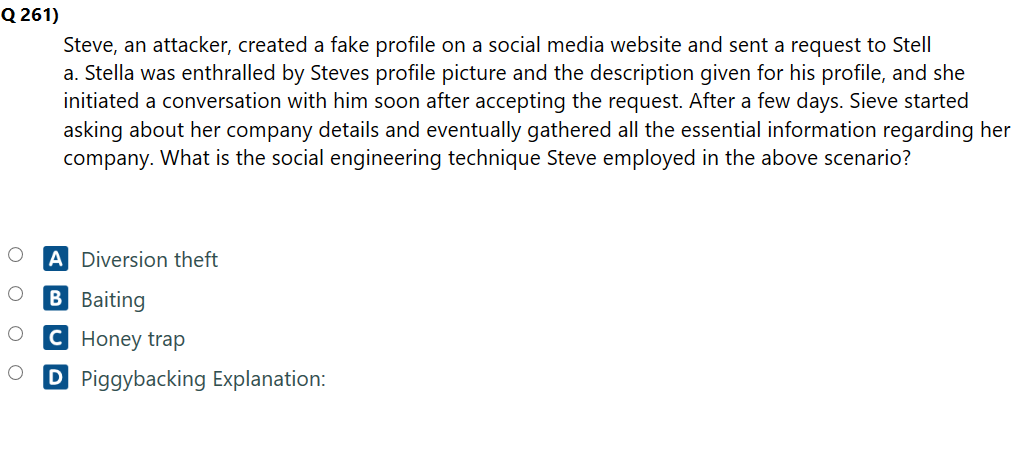 Q 261)
Steve, an attacker, created a fake profile on a social media website and sent a request to Stell
a. Stella was enthralled by Steves profile picture and the description given for his profile, and she
initiated a conversation with him soon after accepting the request. After a few days. Sieve started
asking about her company details and eventually gathered all the essential information regarding her
company. What is the social engineering technique Steve employed in the above scenario?
A Diversion theft
B Baiting
C Honey trap
D Piggybacking Explanation: